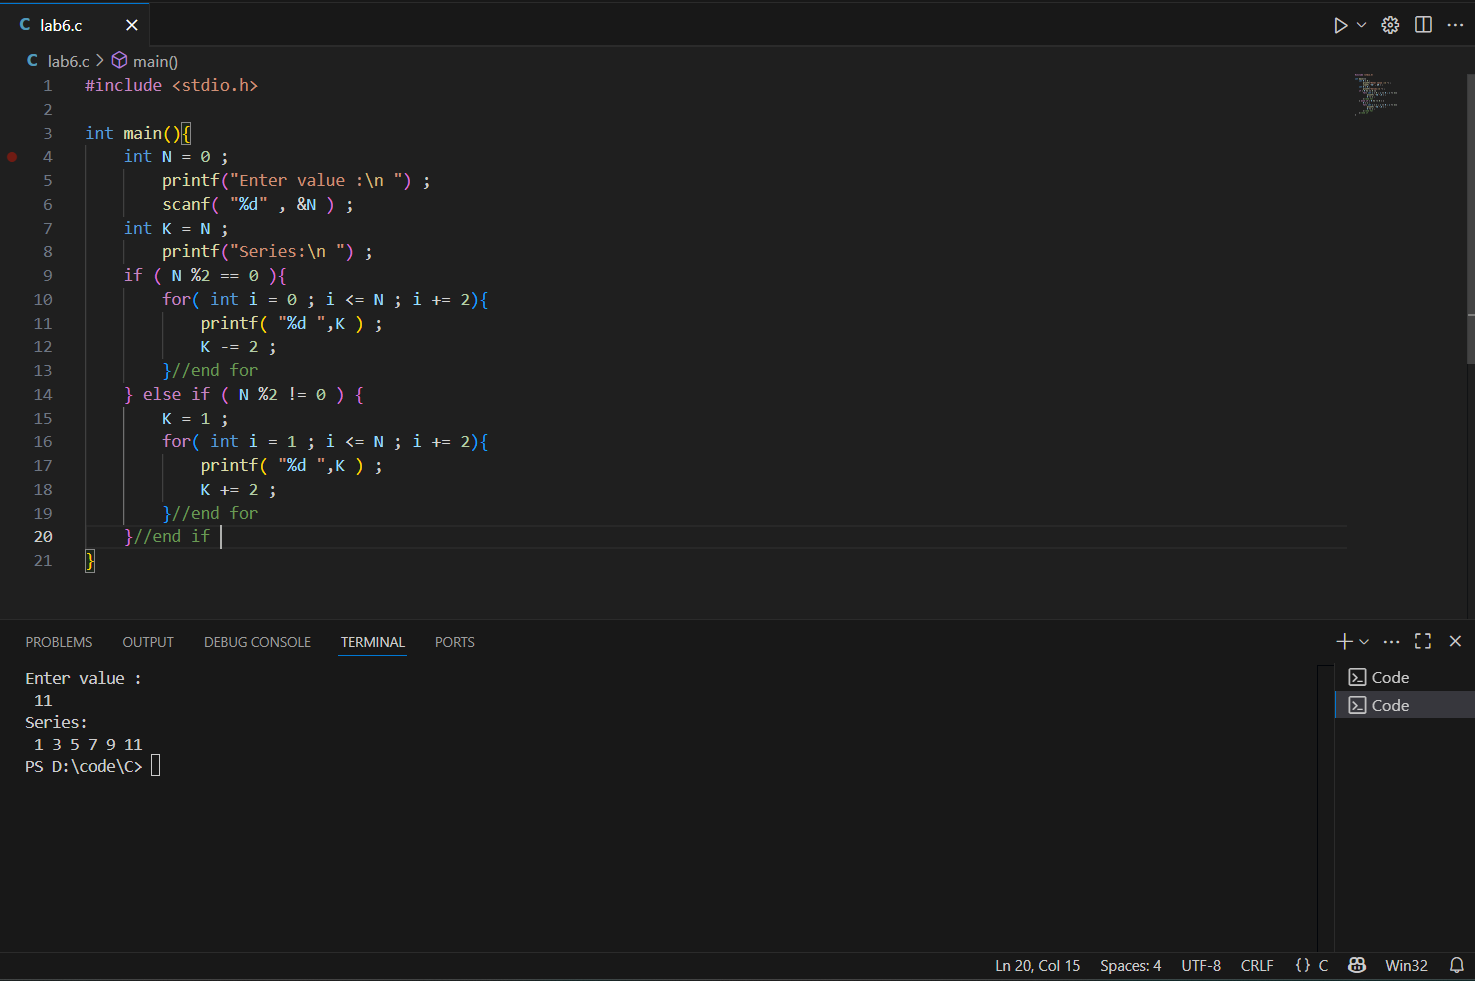 C lab6.c ×
C lab6.c > main()
1 #include <stdio.h>
2
3 int main(){
4     int N = 0 ;
5         printf("Enter value :\n ") ;
6         scanf( "%d" , &N ) ;
7     int K = N ;
8         printf("Series:\n ") ;
9     if ( N %2 == 0 ){
10         for( int i = 0 ; i <= N ; i += 2){
11             printf( "%d ",K ) ;
12             K -= 2 ;
13         }//end for
14     } else if ( N %2 != 0 ) {
15         K = 1 ;
16         for( int i = 1 ; i <= N ; i += 2){
17             printf( "%d ",K ) ;
18             K += 2 ;
19         }//end for
20     }//end if
21 }
PROBLEMS OUTPUT DEBUG CONSOLE TERMINAL PORTS
Enter value :
 11
Series:
 1 3 5 7 9 11
PS D:\code\C>
Code
Code
Ln 20, Col 15 Spaces: 4 UTF-8 CRLF {} C Win32